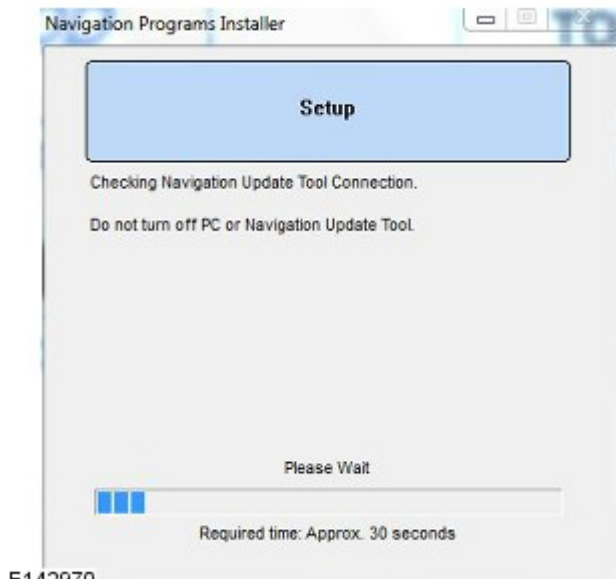 Navigation Programs Installer
Setup
Checking Navigation Update Tool Connection.
Do not turn off PC or Navigation Update Tool.
Please Wait
Required time: Approx. 30 seconds